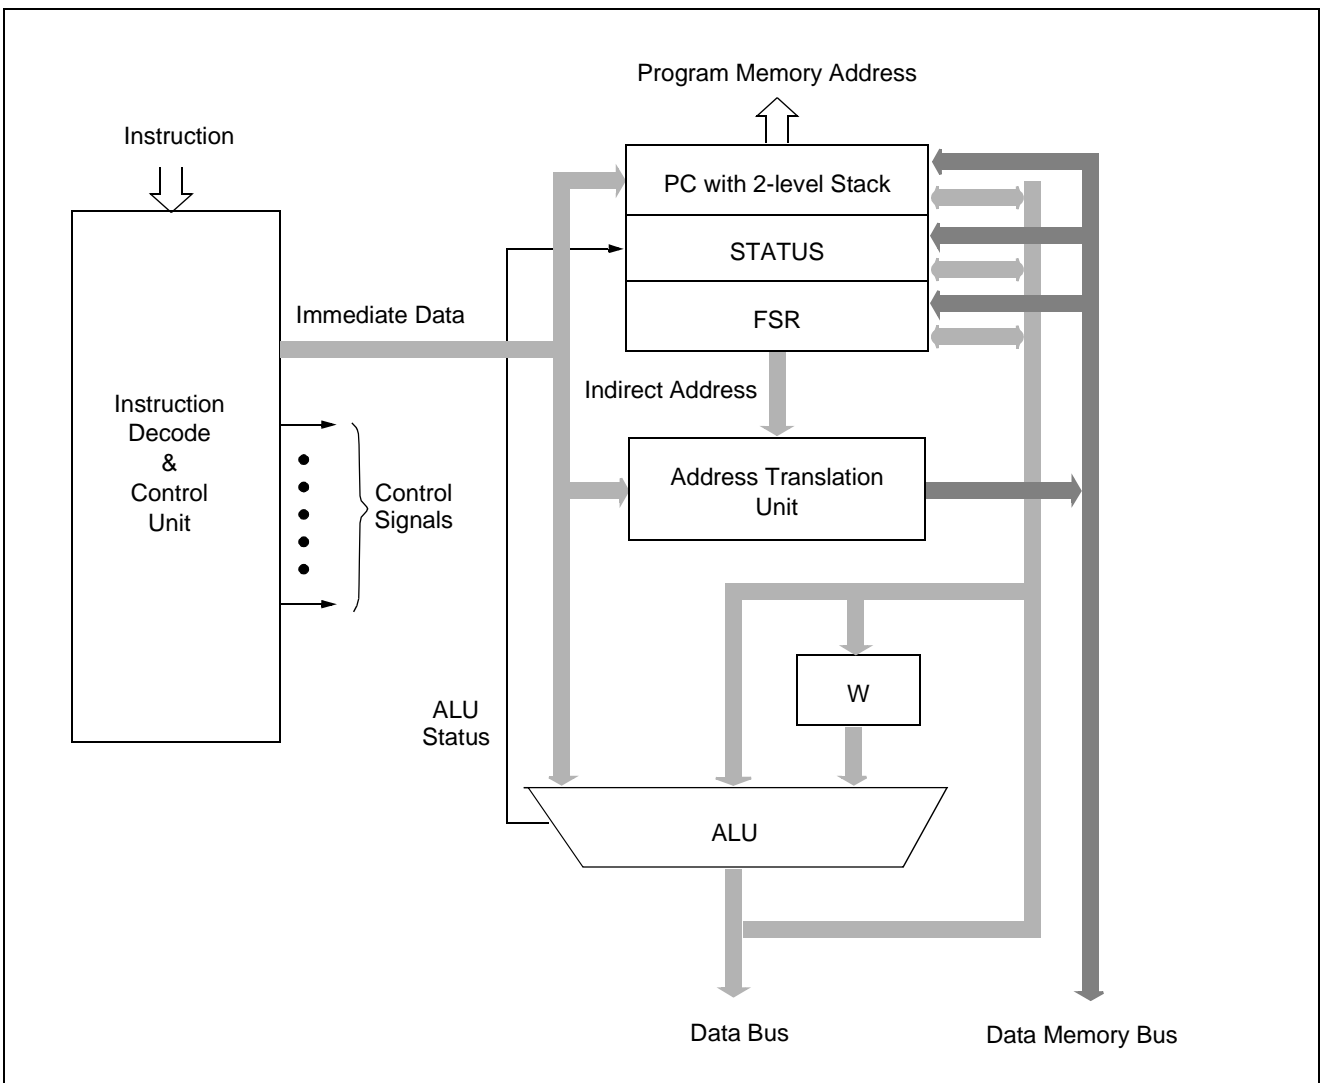 Program Memory Address
Instruction
PC with 2-level Stack
STATUS
Immediate Data
FSR
Indirect Address
Instruction
Decode
&
Control
Unit
Control
Signals
Address Translation
Unit
W
ALU
Status
ALU
Data Bus
Data Memory Bus